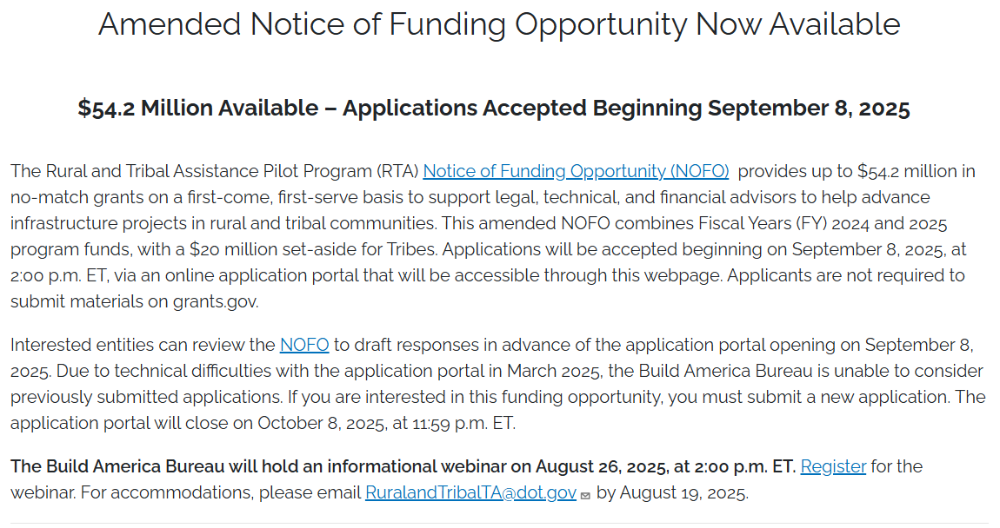 Amended Notice of Funding Opportunity Now Available
$54.2 Million Available – Applications Accepted Beginning September 8, 2025
The Rural and Tribal Assistance Pilot Program (RTA) Notice of Funding Opportunity (NOFO) provides up to $54.2 million in
no-match grants on a first-come, first-serve basis to support legal, technical, and financial advisors to help advance
infrastructure projects in rural and tribal communities. This amended NOFO combines Fiscal Years (FY) 2024 and 2025
program funds, with a $20 million set-aside for Tribes. Applications will be accepted beginning on September 8, 2025, at
2:00 p.m. ET, via an online application portal that will be accessible through this webpage. Applicants are not required to
submit materials on grants.gov.
Interested entities can review the NOFO to draft responses in advance of the application portal opening on September 8,
2025. Due to technical difficulties with the application portal in March 2025, the Build America Bureau is unable to consider
previously submitted applications. If you are interested in this funding opportunity, you must submit a new application. The
application portal will close on October 8, 2025, at 11:59 p.m. ET.
The Build America Bureau will hold an informational webinar on August 26, 2025, at 2:00 p.m. ET. Register for the
webinar. For accommodations, please email RuralandTribalTA@dot.gov by August 19, 2025.